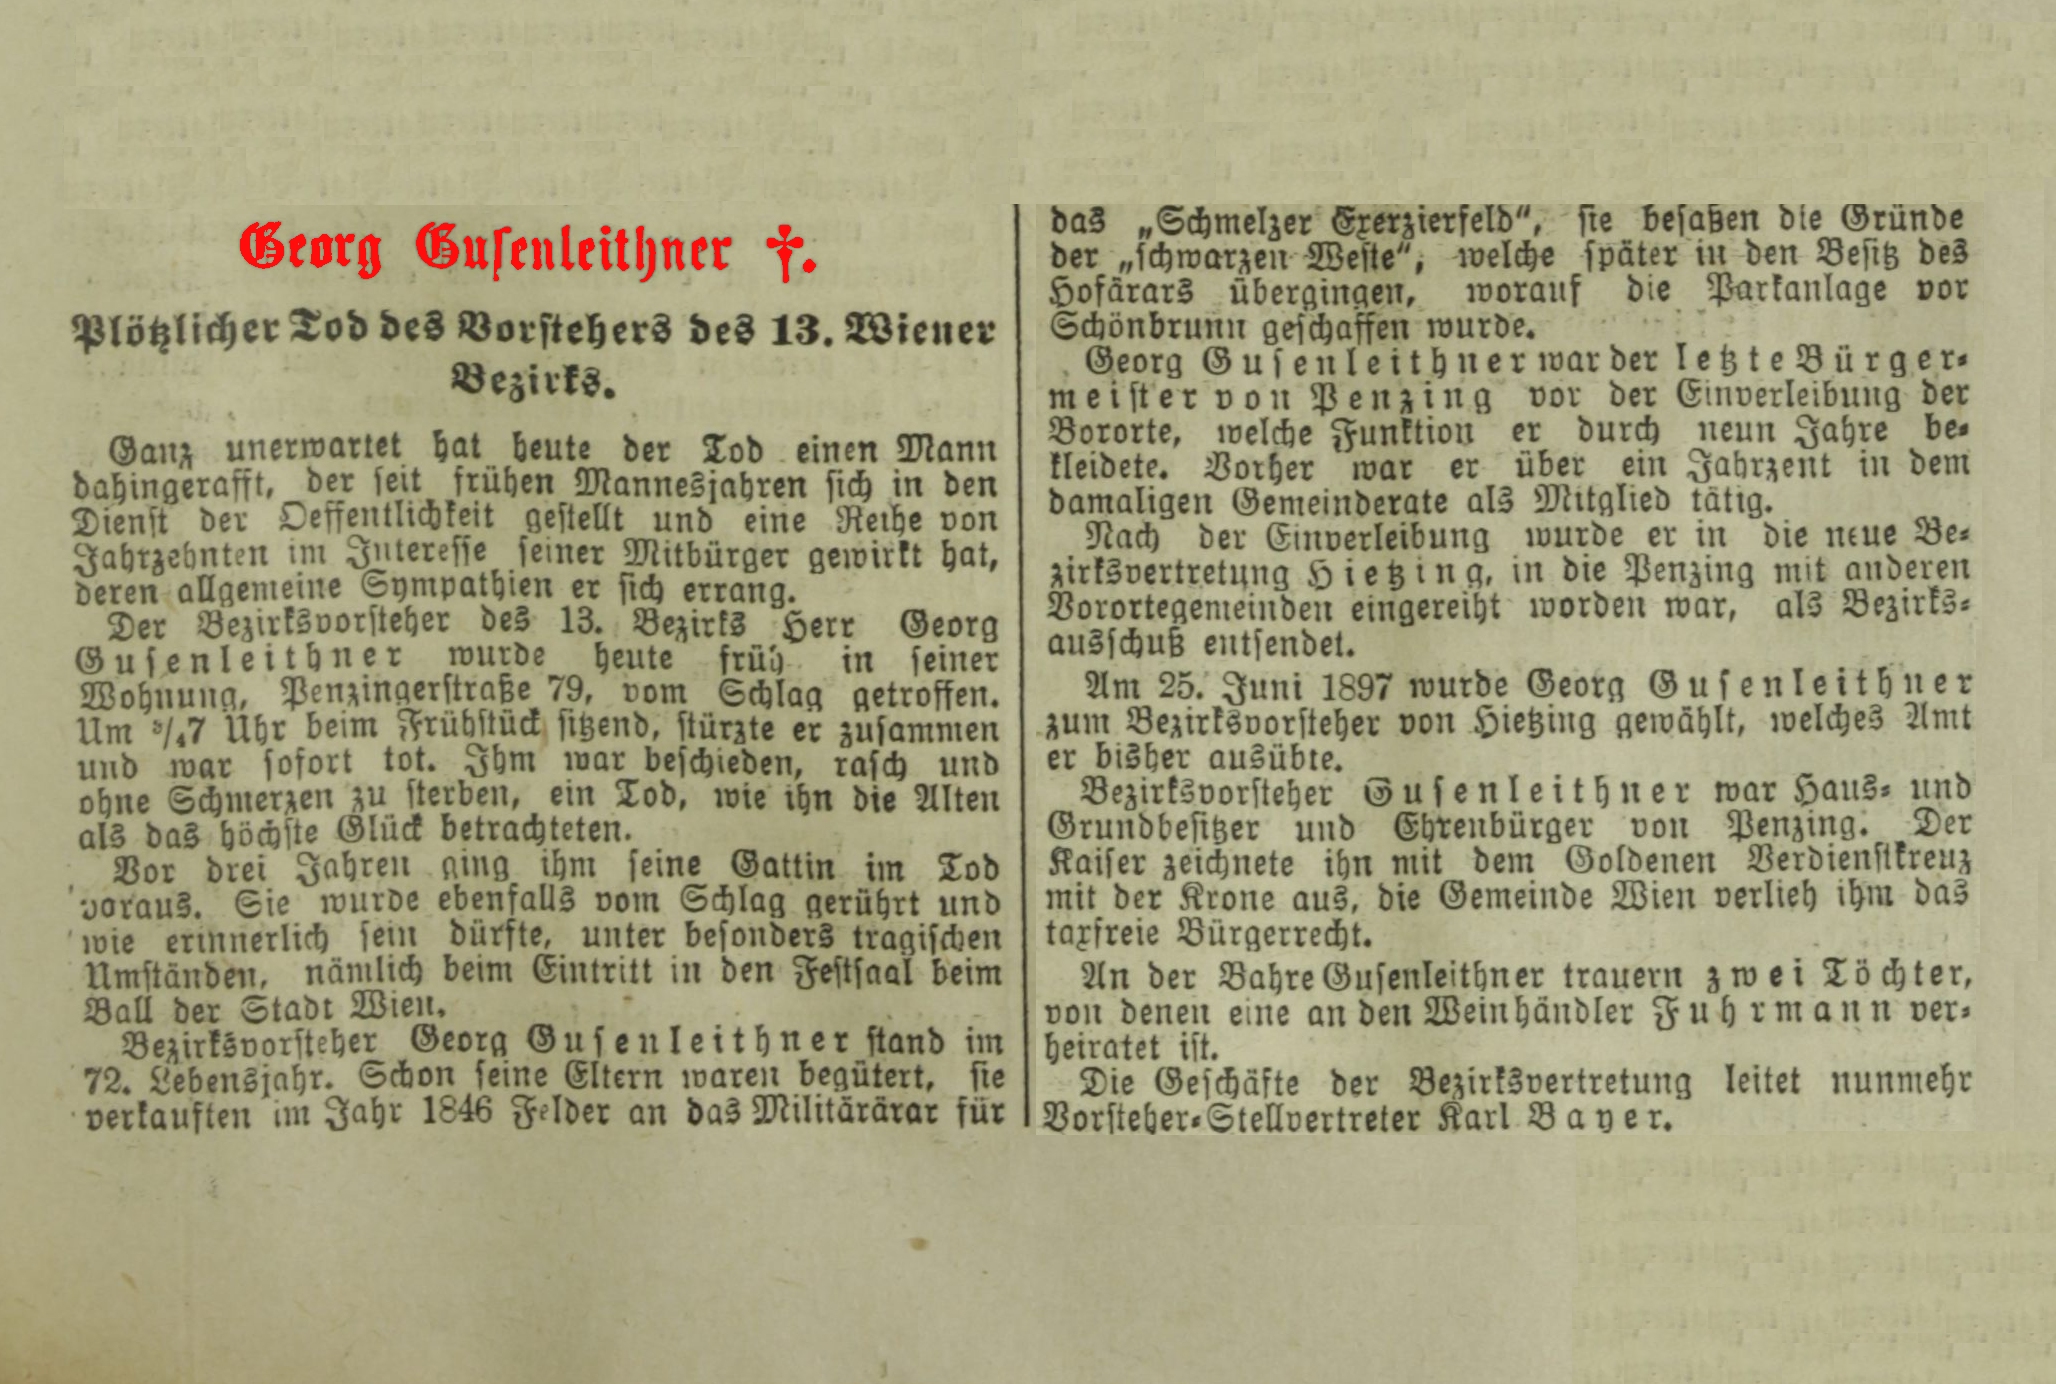 Georg Gusenleithner †.
Plötzlicher Tod des Vorstehers des 13. Wiener
Bezirks.
Ganz unerwartet hat heute der Tod einen Mann
dahingerafft, der seit frühen Mannesjahren sich in den
Dienst der Oeffentlichkeit gestellt und eine Reihe von
Jahrzehnten im Interesse seiner Mitbürger gewirkt hat,
deren allgemeine Sympathien er sich errang.
Der Bezirksvorsteher des 13. Bezirks Herr Georg
Gusenleithner wurde heute früh in seiner
Wohnung, Penzingerstraße 79, vom Schlag getroffen.
Um ¾7 Uhr beim Frühstück sitzend, stürzte er zusammen
und war sofort tot. Ihm war beschieden, rasch und
ohne Schmerzen zu sterben, ein Tod, wie ihn die Alten
als das höchste Glück betrachteten.
Vor drei Jahren ging ihm seine Gattin im Tod
voraus. Sie wurde ebenfalls vom Schlag gerührt und
wie erinnerlich sein dürfte, unter besonders tragischen
Umständen, nämlich beim Eintritt in den Festsaal beim
Ball der Stadt Wien.
Bezirksvorsteher Georg Gusenleithner stand im
72. Lebensjahr. Schon seine Eltern waren begütert, sie
verkauften im Jahr 1846 Felder an das Militärärar für
das „Schmelzer Exerzierfeld“, sie besaßen die Gründe
der „schwarzen Weste“, welche später in den Besitz des
Hofärars übergingen, worauf die Parkanlage vor
Schönbrunn geschaffen wurde.
Georg Gusenleithner war der letzte Bürger-
meister von Penzing vor der Einverleibung der
Vororte, welche Funktion er durch neun Jahre be-
kleidete. Vorher war er über ein Jahrzent in dem
damaligen Gemeinderate als Mitglied tätig.
Nach der Einverleibung wurde er in die neue Be-
zirksvertretung Hietzing, in die Penzing mit anderen
Vorortegemeinden eingereiht worden war, als Bezirks-
ausschuß entsendet.
Am 25. Juni 1897 wurde Georg Gusenleithner
zum Bezirksvorsteher von Hietzing gewählt, welches Amt
er bisher ausübte.
Bezirksvorsteher Gusenleithner war Haus- und
Grundbesitzer und Ehrenbürger von Penzing. Der
Kaiser zeichnete ihn mit dem Goldenen Verdienstkreuz
mit der Krone aus, die Gemeinde Wien verlieh ihm das
taxfreie Bürgerrecht.
An der Bahre Gusenleithner trauern zwei Töchter,
von denen eine an den Weinhändler Fuhrmann ver-
heiratet ist.
Die Geschäfte der Bezirksvertretung leitet nunmehr
Vorsteher-Stellvertreter Karl Bayer.